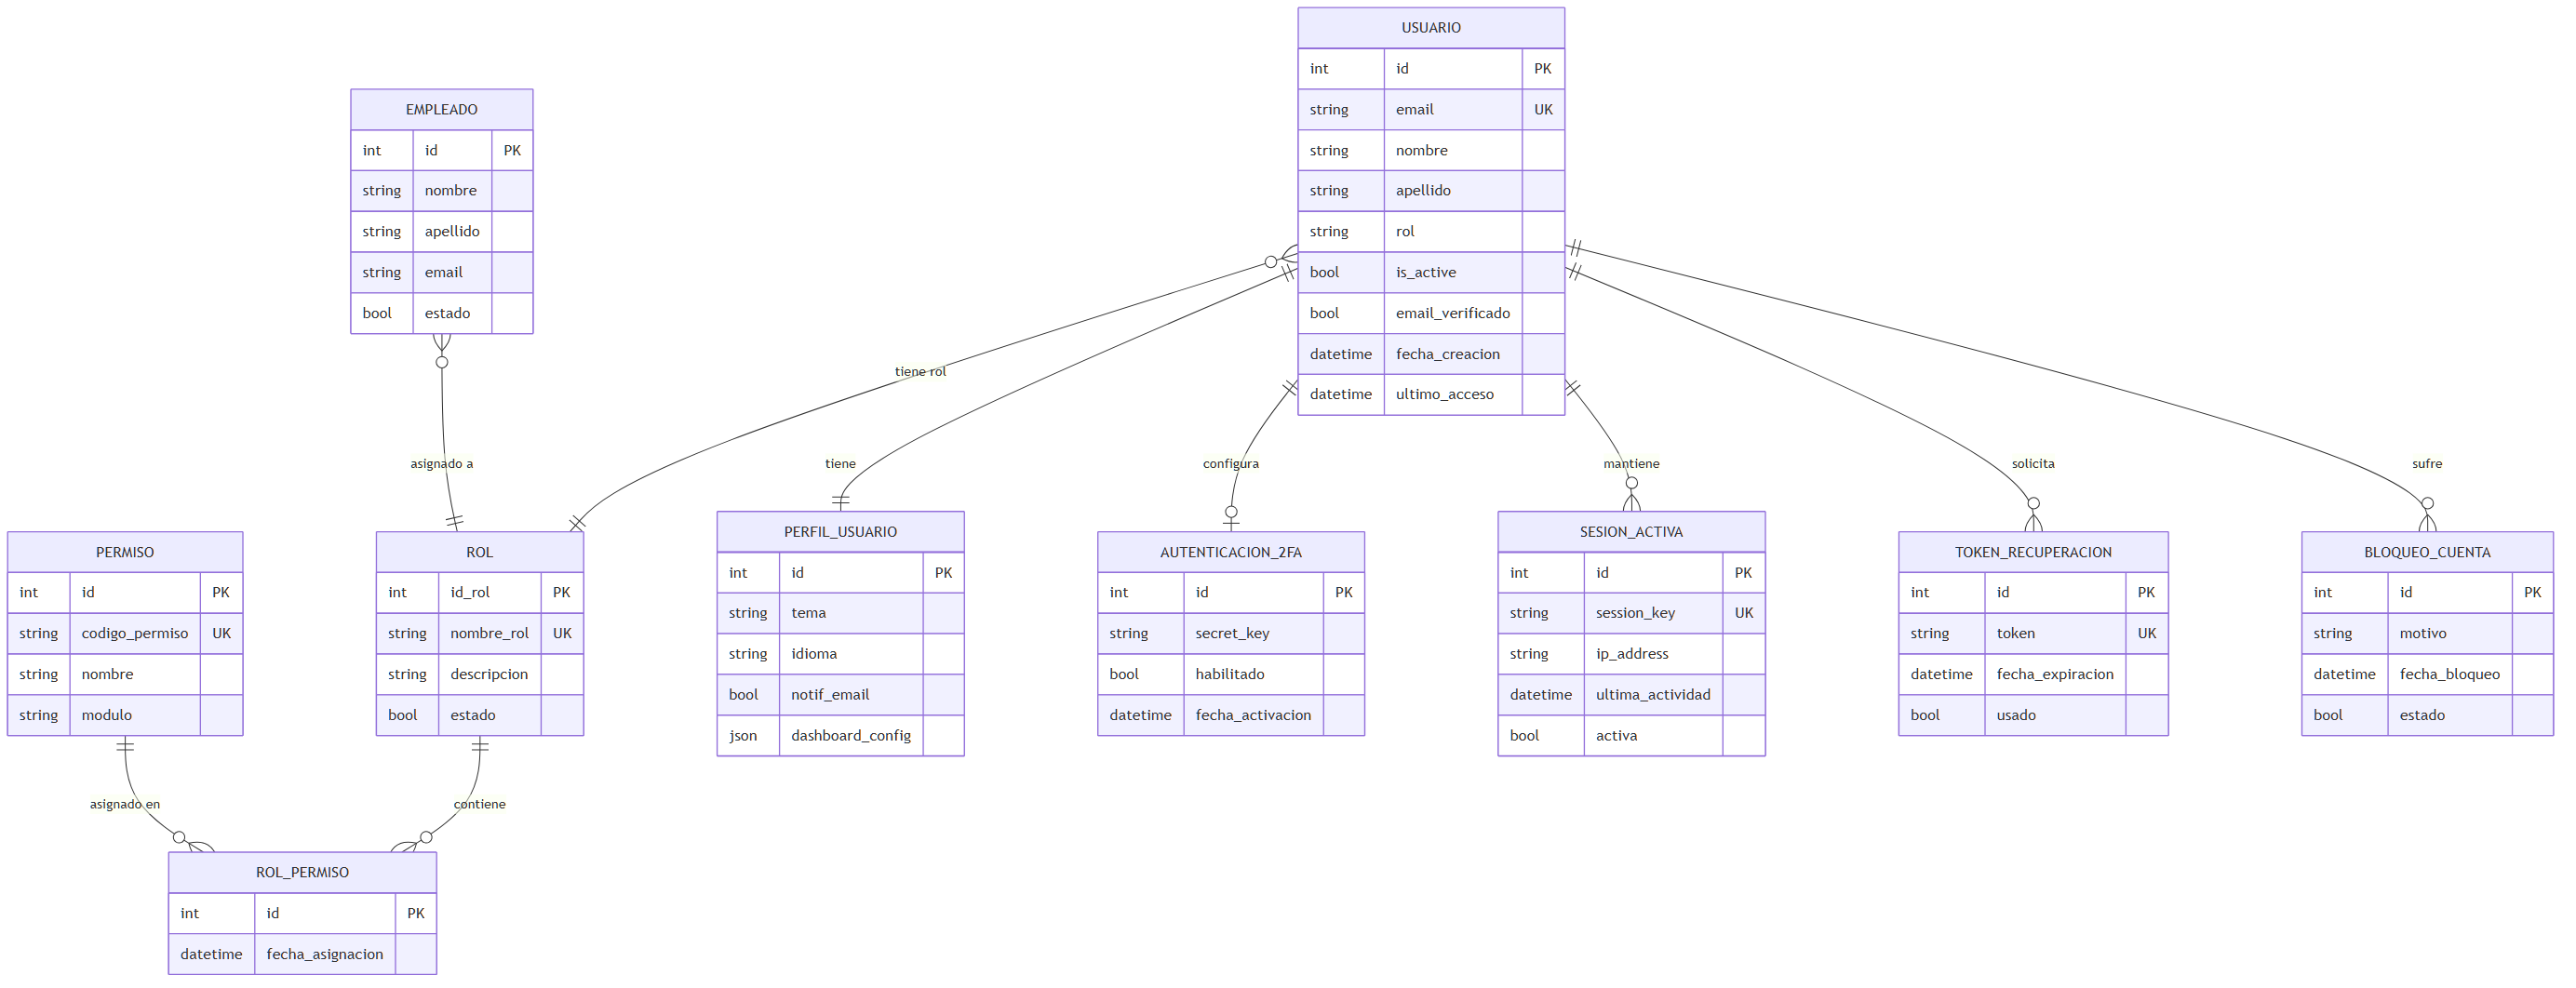 USUARIO
int id PK
string email UK
string nombre
string apellido
string rol
bool is_active
bool email_verificado
datetime fecha_creacion
datetime ultimo_acceso
EMPLEADO
int id PK
string nombre
string apellido
string email
bool estado
tiene rol
asignado a
tiene
configura
mantiene
solicita
sufre
PERMISO
int id PK
string codigo_permiso UK
string nombre
string modulo
ROL
int id_rol PK
string nombre_rol UK
string descripcion
bool estado
PERFIL_USUARIO
int id PK
string tema
string idioma
bool notif_email
json dashboard_config
AUTENTICACION_2FA
int id PK
string secret_key
bool habilitado
datetime fecha_activacion
SESION_ACTIVA
int id PK
string session_key UK
string ip_address
datetime ultima_actividad
bool activa
TOKEN_RECUPERACION
int id PK
string token UK
datetime fecha_expiracion
bool usado
BLOQUEO_CUENTA
int id PK
string motivo
datetime fecha_bloqueo
bool estado
asignado en
contiene
ROL_PERMISO
int id PK
datetime fecha_asignacion